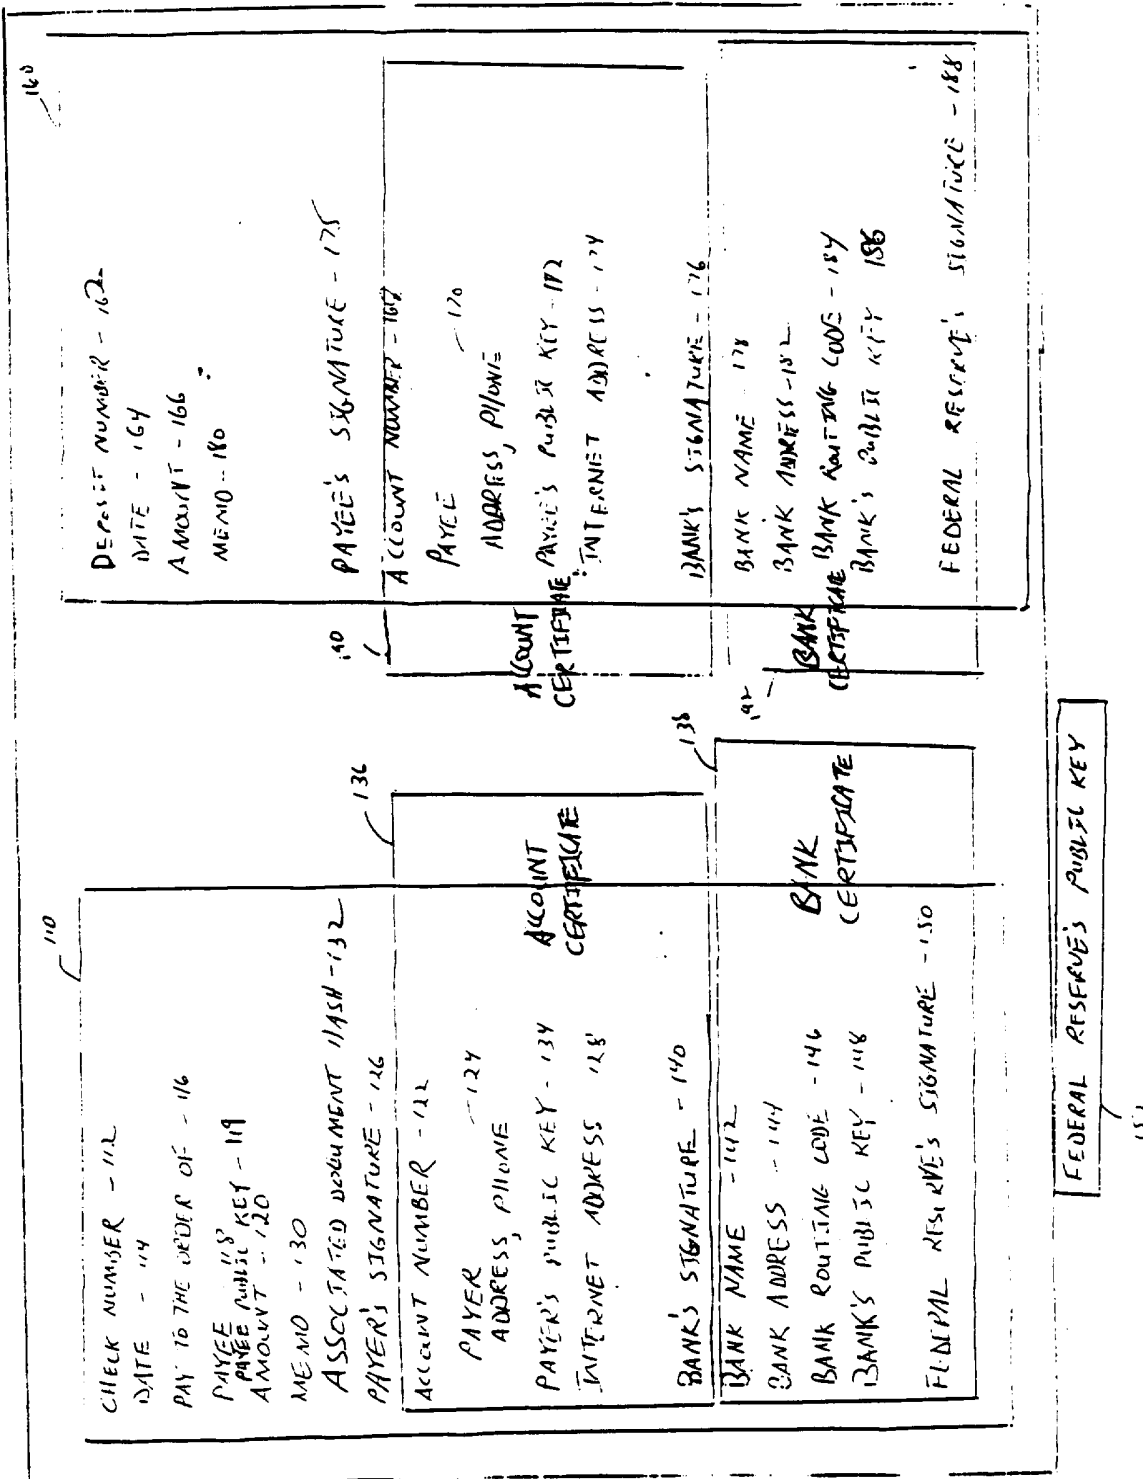 110
CHECK NUMBER - 112
DATE - 114
PAY TO THE ORDER OF - 116
PAYEE 118
PAYEE PUBLIC KEY - 119
AMOUNT - 120
MEMO - 130
ASSOCIATED DOCUMENT HASH - 132
PAYER'S SIGNATURE - 126
136
ACCOUNT NUMBER - 122
PAYER
ADDRESS, PHONE - 124
PAYER'S PUBLIC KEY - 134
INTERNET ADDRESS 128
ACCOUNT
CERTIFICATE
BANK'S SIGNATURE - 140
138
BANK NAME - 142
BANK ADDRESS - 144
BANK ROUTING CODE - 146
BANK'S PUBLIC KEY - 148
BANK
CERTIFICATE
FEDERAL RESERVE'S SIGNATURE - 150
160
DEPOSIT NUMBER - 162
DATE - 164
AMOUNT - 166
MEMO - 180
PAYEE'S SIGNATURE - 175
190
ACCOUNT NUMBER - 168
PAYEE
ADDRESS, PHONE - 170
PAYEE'S PUBLIC KEY - 172
INTERNET ADDRESS - 174
ACCOUNT
CERTIFICATE
BANK'S SIGNATURE - 176
192
BANK NAME 178
BANK ADDRESS - 182
BANK ROUTING CODE - 184
BANK'S PUBLIC KEY 186
BANK
CERTIFICATE
FEDERAL RESERVE'S SIGNATURE - 188
FEDERAL RESERVE'S PUBLIC KEY